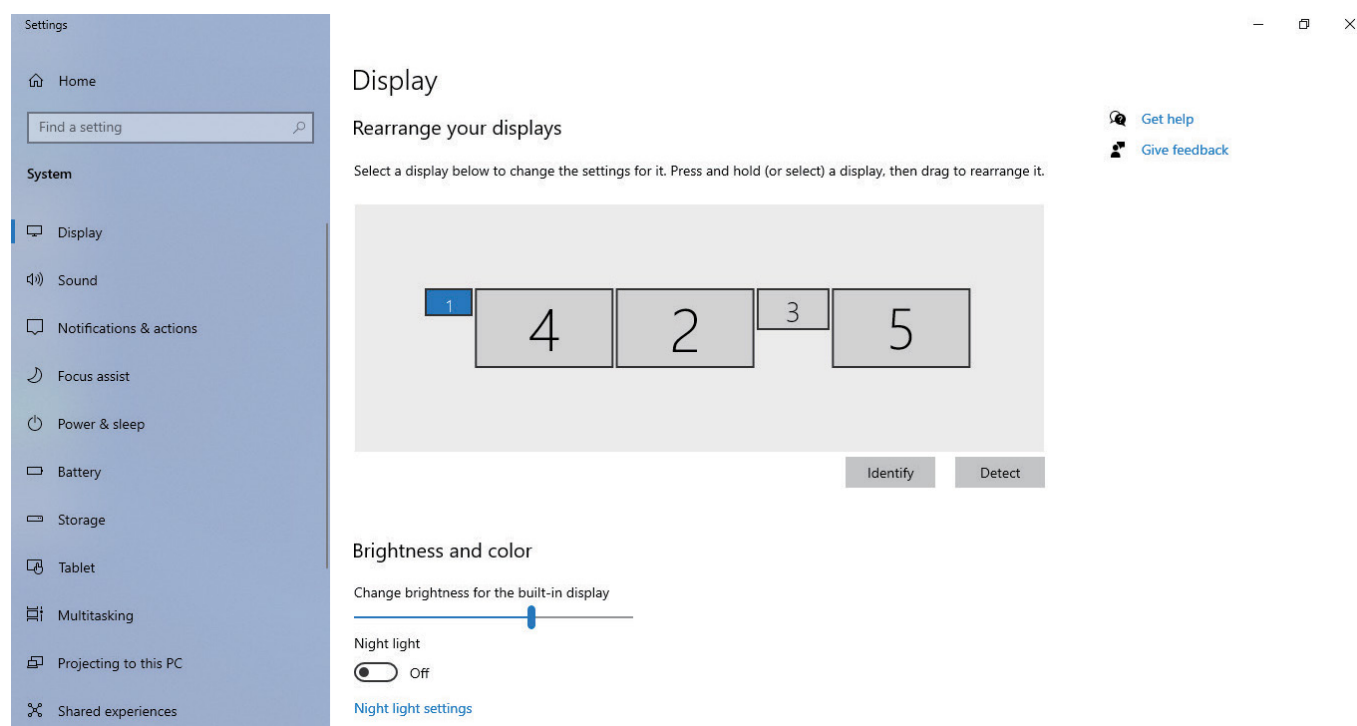 Settings
Home
Find a setting
System
Display
Sound
Notifications & actions
Focus assist
Power & sleep
Battery
Storage
Tablet
Multitasking
Projecting to this PC
Shared experiences
Display
Rearrange your displays
Select a display below to change the settings for it. Press and hold (or select) a display, then drag to rearrange it.
1
4
2
3
5
Identify
Detect
Brightness and color
Change brightness for the built-in display
Night light
Off
Night light settings
Get help
Give feedback